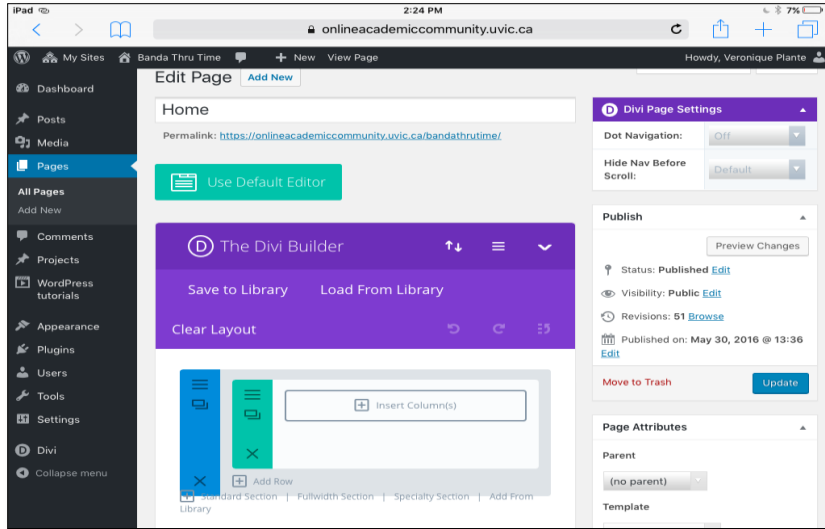 iPad
2:24 PM
7%
onlineacademiccommunity.uvic.ca
My Sites
Banda Thru Time
New
View Page
Howdy, Veronique Plante
Dashboard
Posts
Media
Pages
All Pages
Add New
Comments
Projects
WordPress
tutorials
Appearance
Plugins
Users
Tools
Settings
Divi
Collapse menu
Edit Page
Add New
Home
Permalink: https://onlineacademiccommunity.uvic.ca/bandathrutime/
Use Default Editor
D The Divi Builder
Save to Library
Load From Library
Clear Layout
Insert Column(s)
Add Row
Standard Section | Fullwidth Section | Specialty Section | Add From
Library
D Divi Page Settings
Dot Navigation:
Off
Hide Nav Before
Scroll:
Default
Publish
Preview Changes
Status: Published Edit
Visibility: Public Edit
Revisions: 51 Browse
Published on: May 30, 2016 @ 13:36
Edit
Move to Trash
Update
Page Attributes
Parent
(no parent)
Template